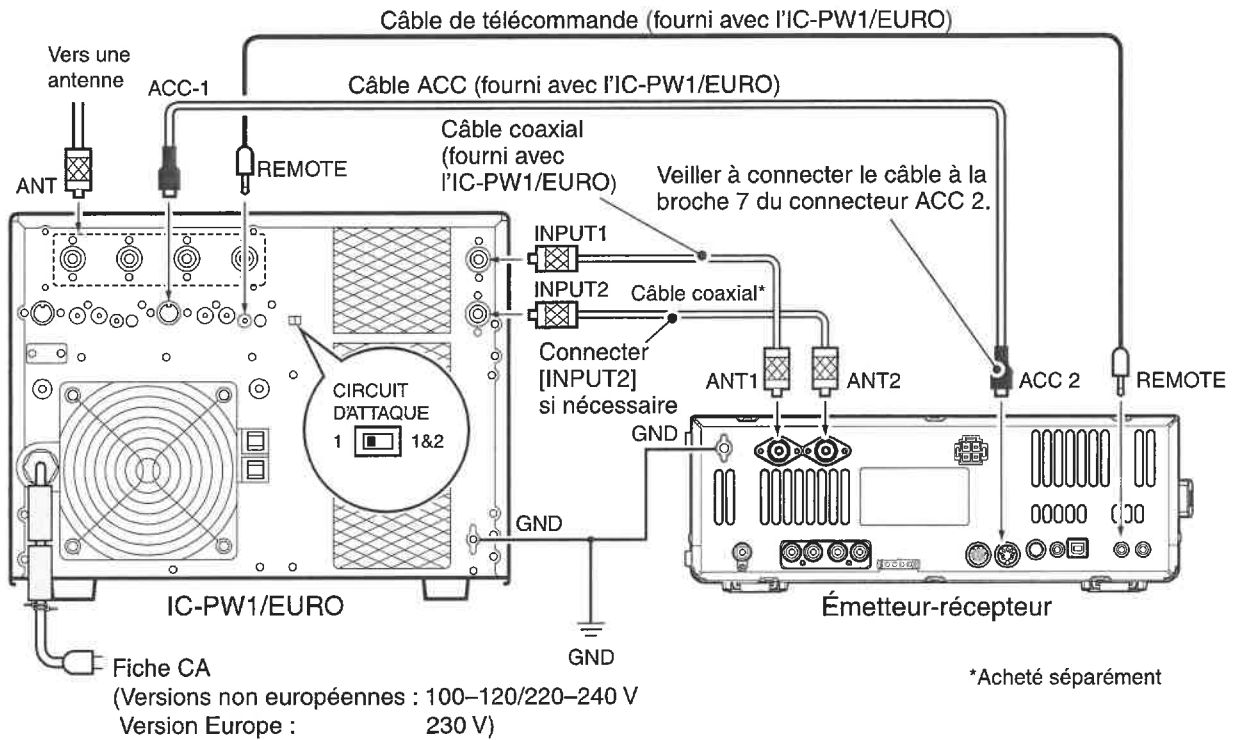 Câble de télécommande (fourni avec l'IC-PW1/EURO)
Vers une
antenne
ACC-1
Câble ACC (fourni avec l'IC-PW1/EURO)
Câble coaxial
(fourni avec
l'IC-PW1/EURO)
Veiller à connecter le câble à la
broche 7 du connecteur ACC 2.
ANT
REMOTE
INPUT1
INPUT2
Câble coaxial*
Connecter
[INPUT2]
si nécessaire
ANT1
ANT2
ACC 2
REMOTE
CIRCUIT
D'ATTAQUE
1
1&2
GND
GND
IC-PW1/EURO
Émetteur-récepteur
GND
Fiche CA
(Versions non européennes : 100–120/220–240 V
Version Europe : 230 V)
*Acheté séparément